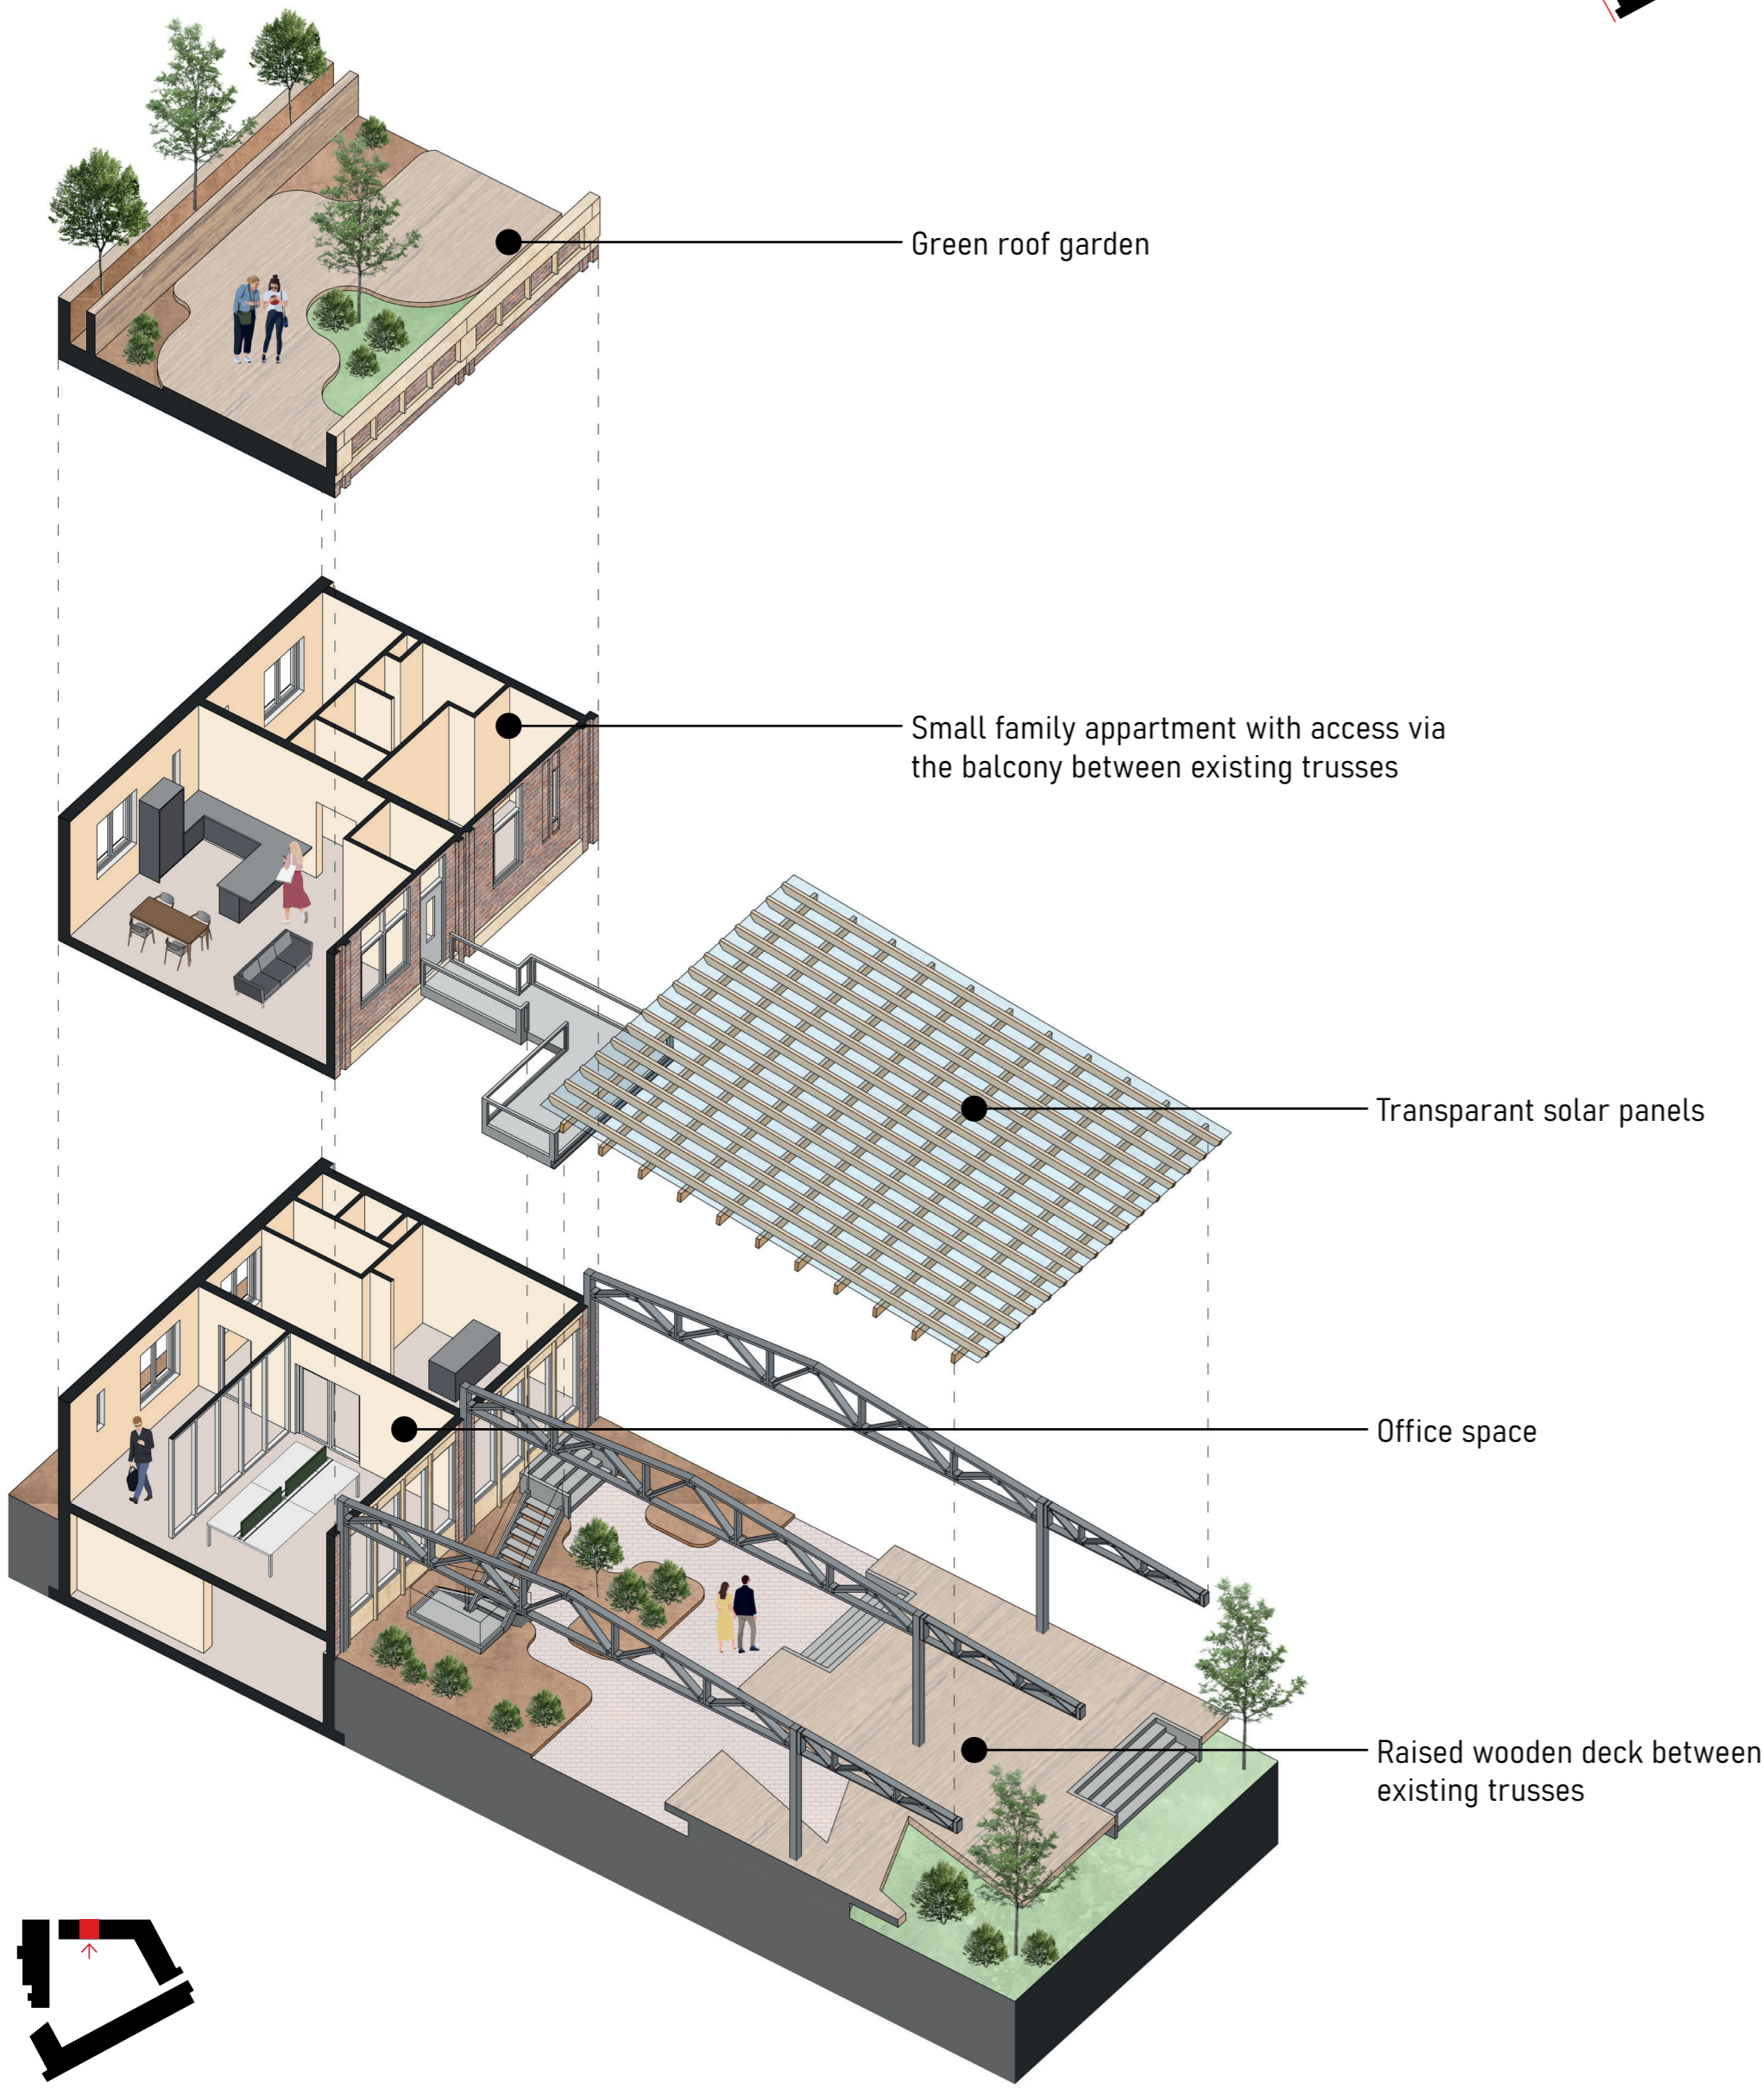 Green roof garden
Small family appartment with access via
the balcony between existing trusses
Transparant solar panels
Office space
Raised wooden deck between
existing trusses